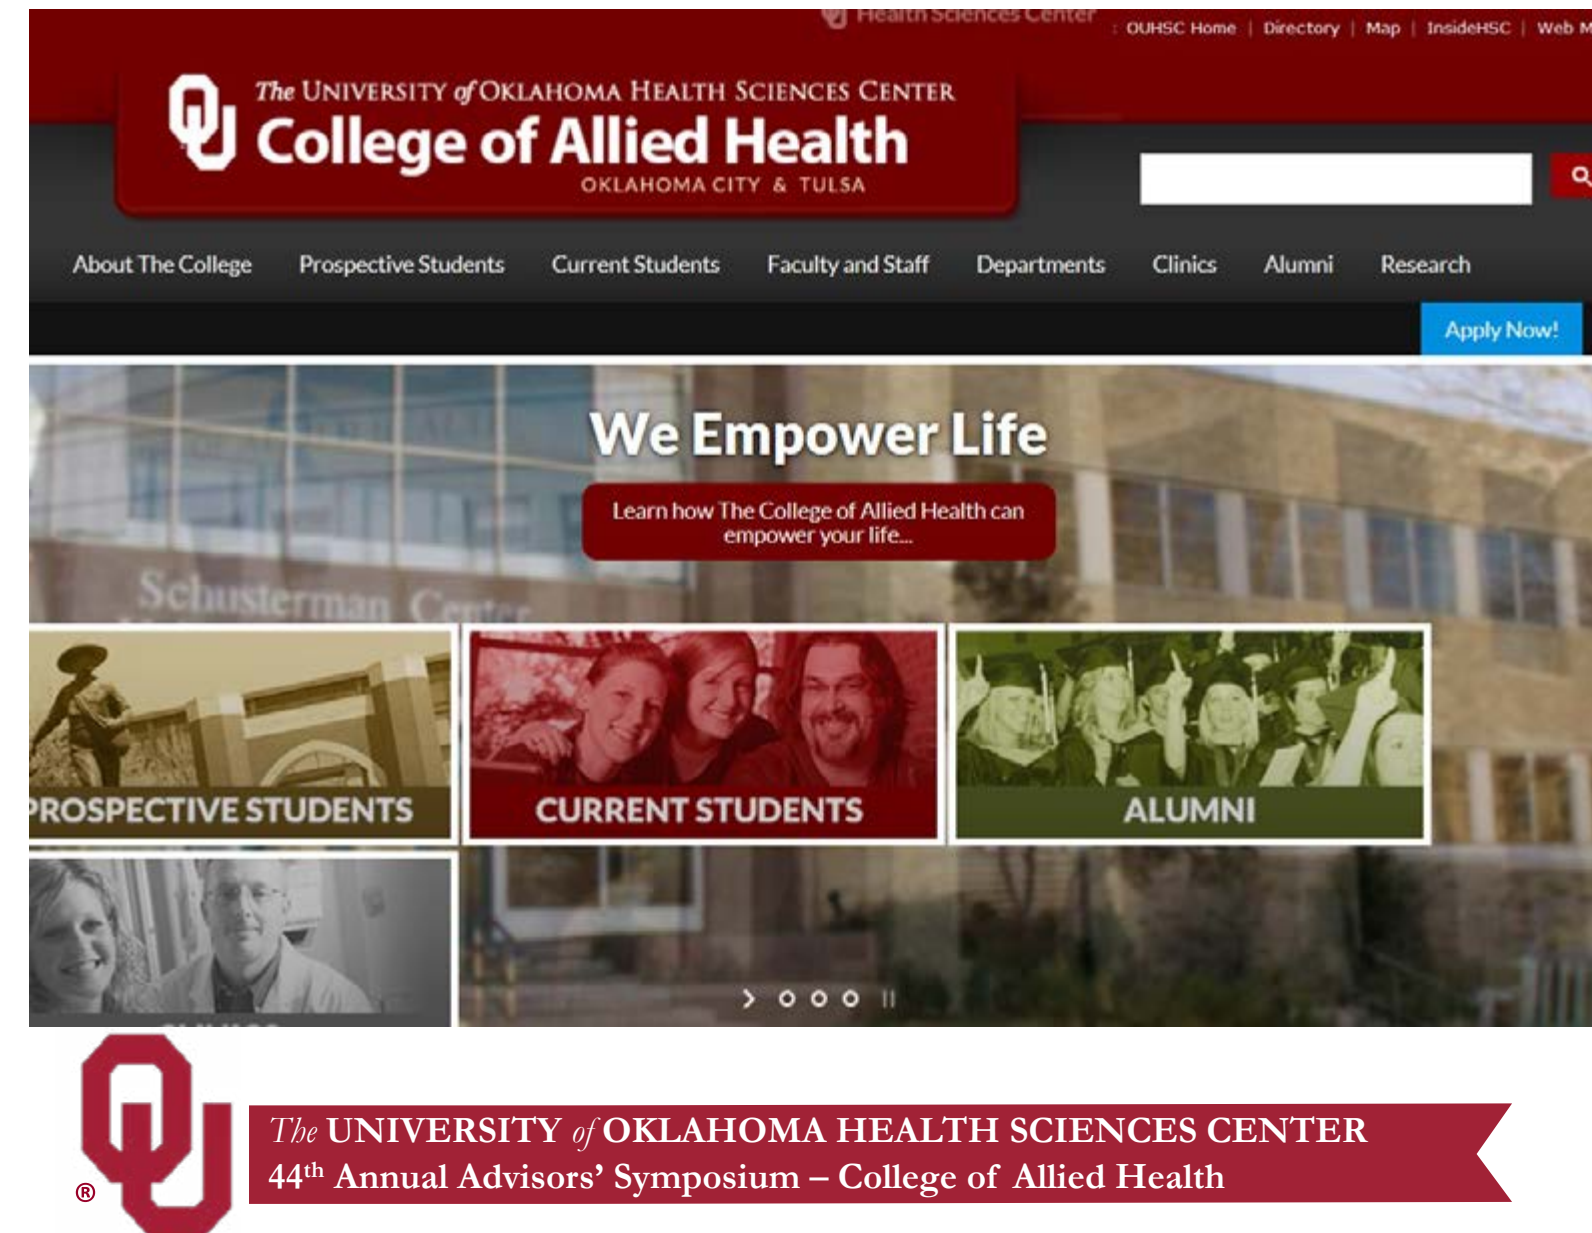 Health Sciences Center
: OUHSC Home | Directory | Map | InsideHSC | Web M
The UNIVERSITY of OKLAHOMA HEALTH SCIENCES CENTER
College of Allied Health
OKLAHOMA CITY & TULSA
About The College Prospective Students Current Students Faculty and Staff Departments Clinics Alumni Research
Apply Now!
We Empower Life
Learn how The College of Allied Health can
empower your life...
Schusterman Center
PROSPECTIVE STUDENTS CURRENT STUDENTS ALUMNI
The UNIVERSITY of OKLAHOMA HEALTH SCIENCES CENTER
44th Annual Advisors' Symposium – College of Allied Health
®